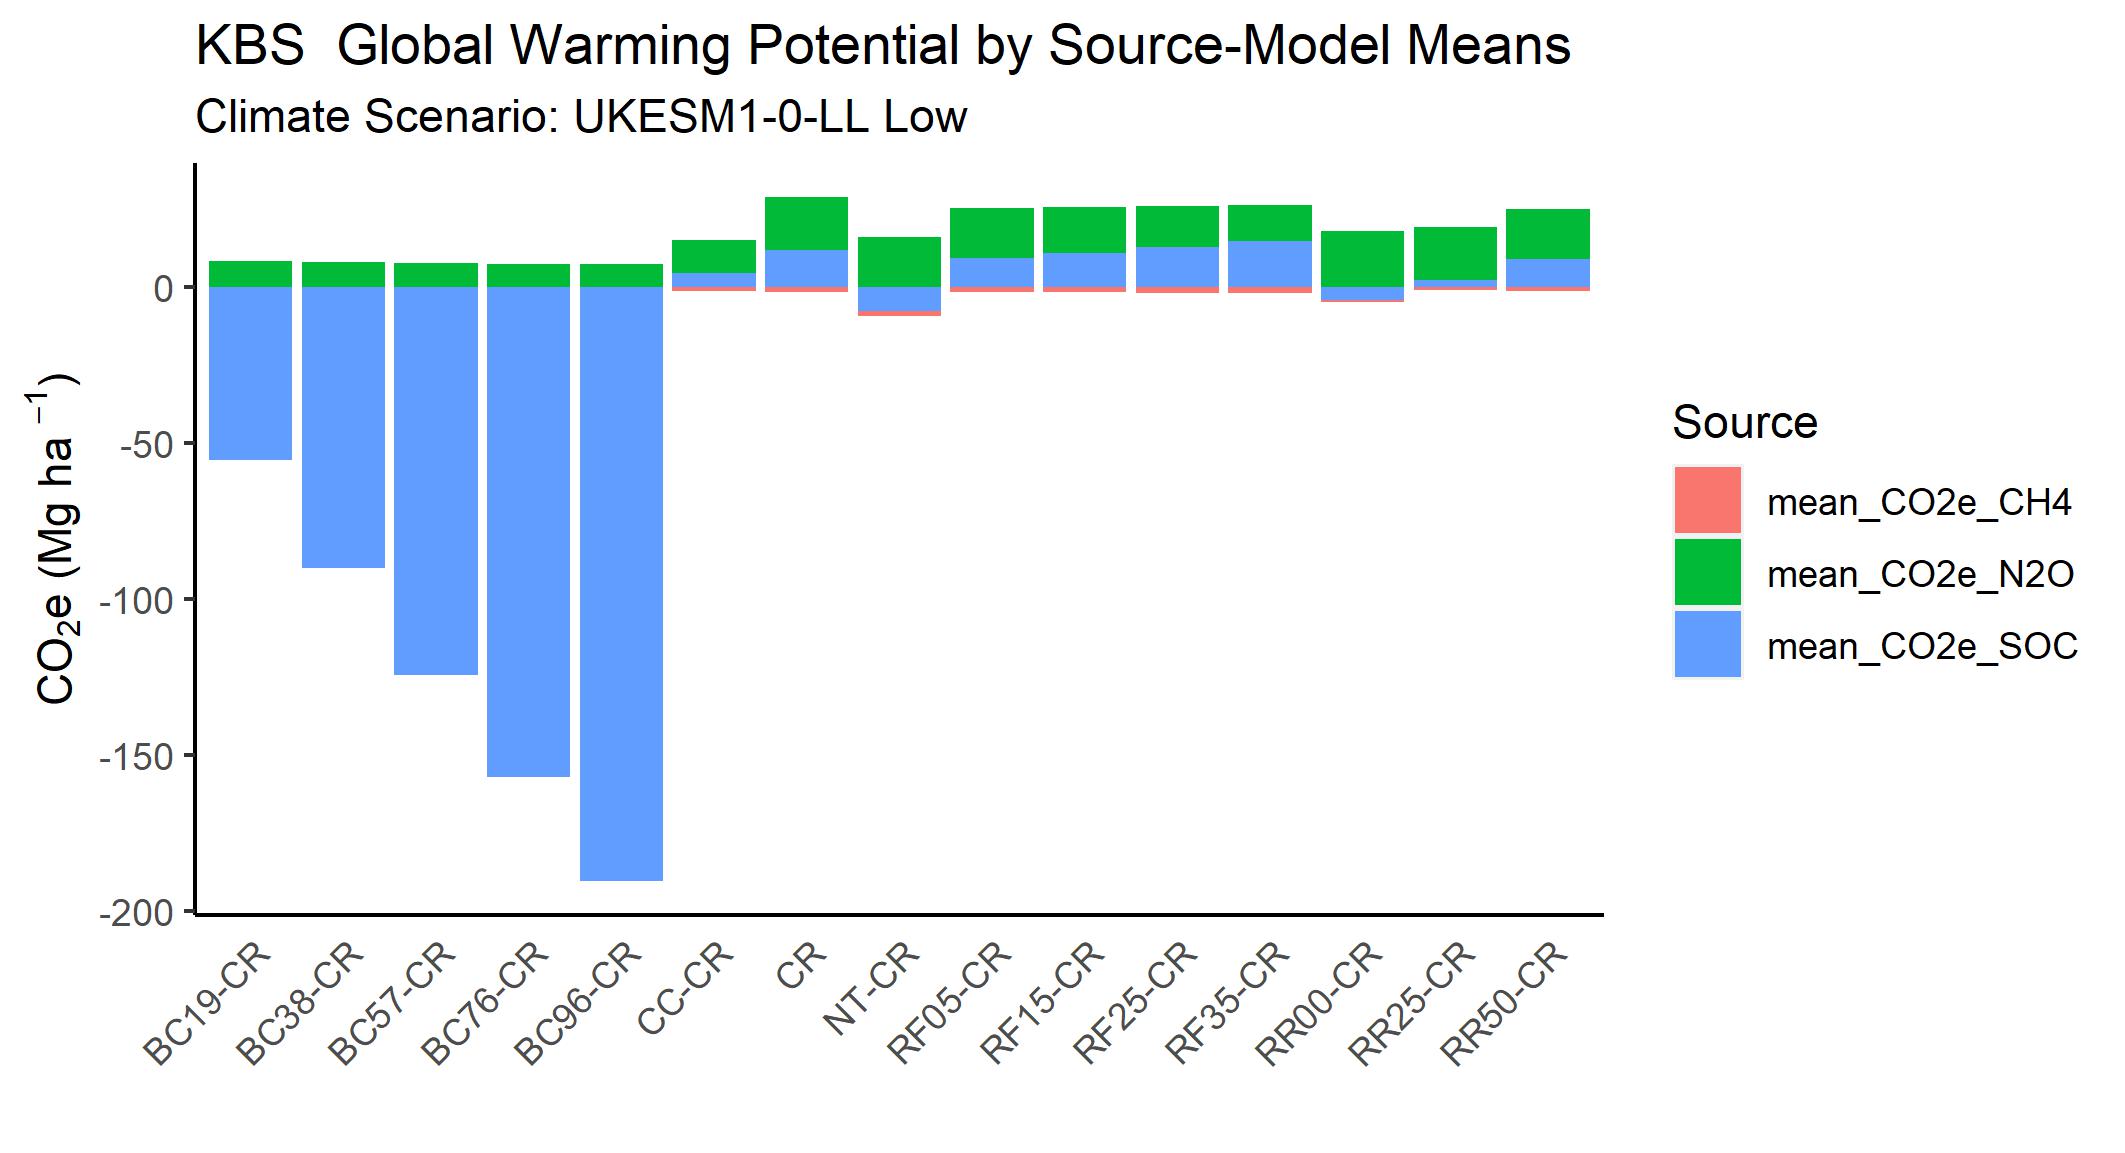 KBS  Global Warming Potential by Source-Model Means
Climate Scenario: UKESM1-0-LL Low
CO₂e (Mg ha ⁻¹)
0
-50
-100
-150
-200
BC19-CR
BC38-CR
BC57-CR
BC76-CR
BC96-CR
CC-CR
CR
NT-CR
RF05-CR
RF15-CR
RF25-CR
RF35-CR
RR00-CR
RR25-CR
RR50-CR
Source
mean_CO2e_CH4
mean_CO2e_N2O
mean_CO2e_SOC